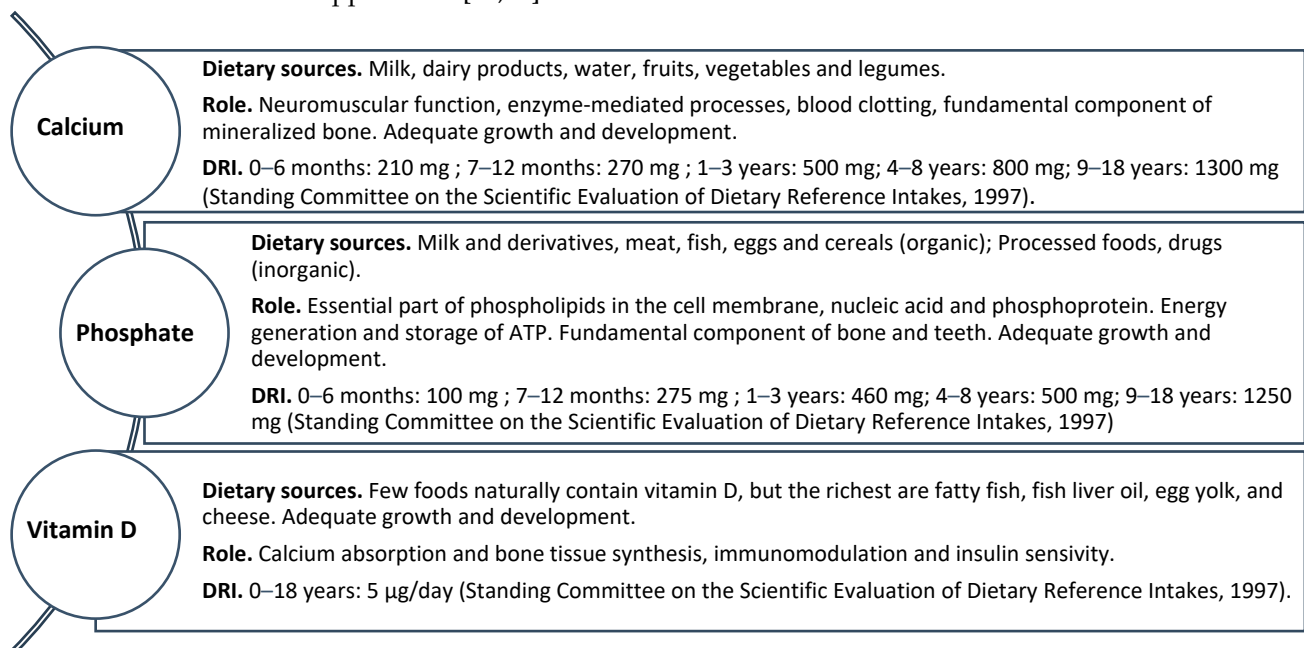 Calcium
Dietary sources. Milk, dairy products, water, fruits, vegetables and legumes.
Role. Neuromuscular function, enzyme-mediated processes, blood clotting, fundamental component of
mineralized bone. Adequate growth and development.
DRI. 0–6 months: 210 mg ; 7–12 months: 270 mg ; 1–3 years: 500 mg; 4–8 years: 800 mg; 9–18 years: 1300 mg
(Standing Committee on the Scientific Evaluation of Dietary Reference Intakes, 1997).
Phosphate
Dietary sources. Milk and derivatives, meat, fish, eggs and cereals (organic); Processed foods, drugs
(inorganic).
Role. Essential part of phospholipids in the cell membrane, nucleic acid and phosphoprotein. Energy
generation and storage of ATP. Fundamental component of bone and teeth. Adequate growth and
development.
DRI. 0–6 months: 100 mg ; 7–12 months: 275 mg ; 1–3 years: 460 mg; 4–8 years: 500 mg; 9–18 years: 1250
mg (Standing Committee on the Scientific Evaluation of Dietary Reference Intakes, 1997)
Vitamin D
Dietary sources. Few foods naturally contain vitamin D, but the richest are fatty fish, fish liver oil, egg yolk, and
cheese. Adequate growth and development.
Role. Calcium absorption and bone tissue synthesis, immunomodulation and insulin sensivity.
DRI. 0–18 years: 5 µg/day (Standing Committee on the Scientific Evaluation of Dietary Reference Intakes, 1997).